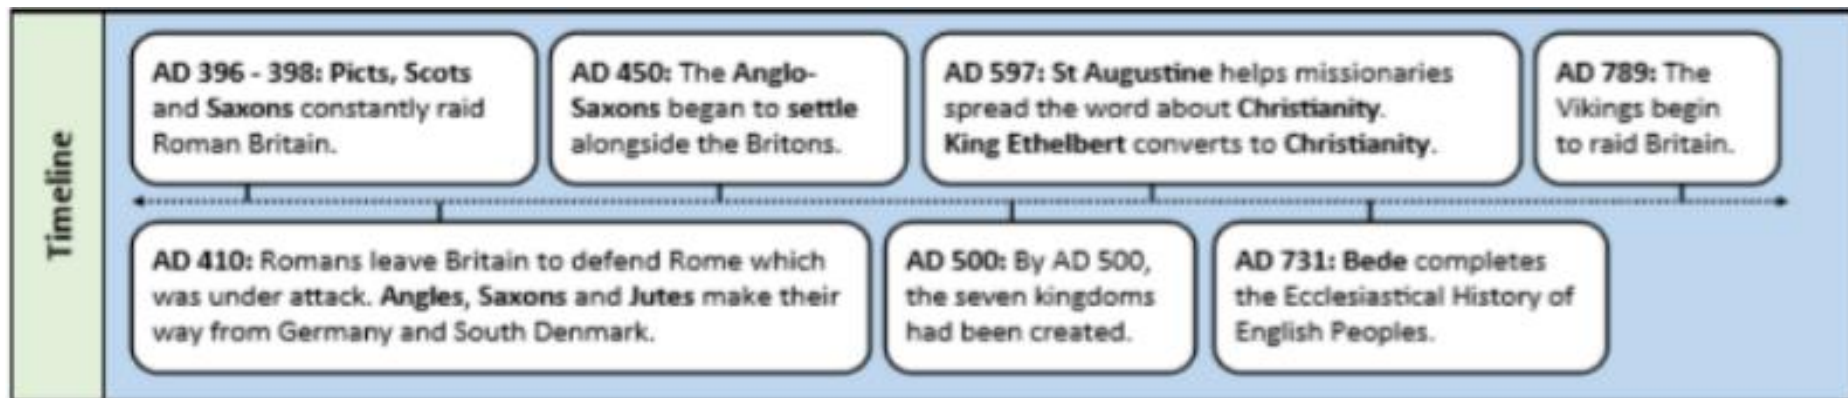 Timeline
AD 396 - 398: Picts, Scots
and Saxons constantly raid
Roman Britain.
AD 450: The Anglo-
Saxons began to settle
alongside the Britons.
AD 597: St Augustine helps missionaries
spread the word about Christianity.
King Ethelbert converts to Christianity.
AD 789: The
Vikings begin
to raid Britain.
AD 410: Romans leave Britain to defend Rome which
was under attack. Angles, Saxons and Jutes make their
way from Germany and South Denmark.
AD 500: By AD 500,
the seven kingdoms
had been created.
AD 731: Bede completes
the Ecclesiastical History of
English Peoples.